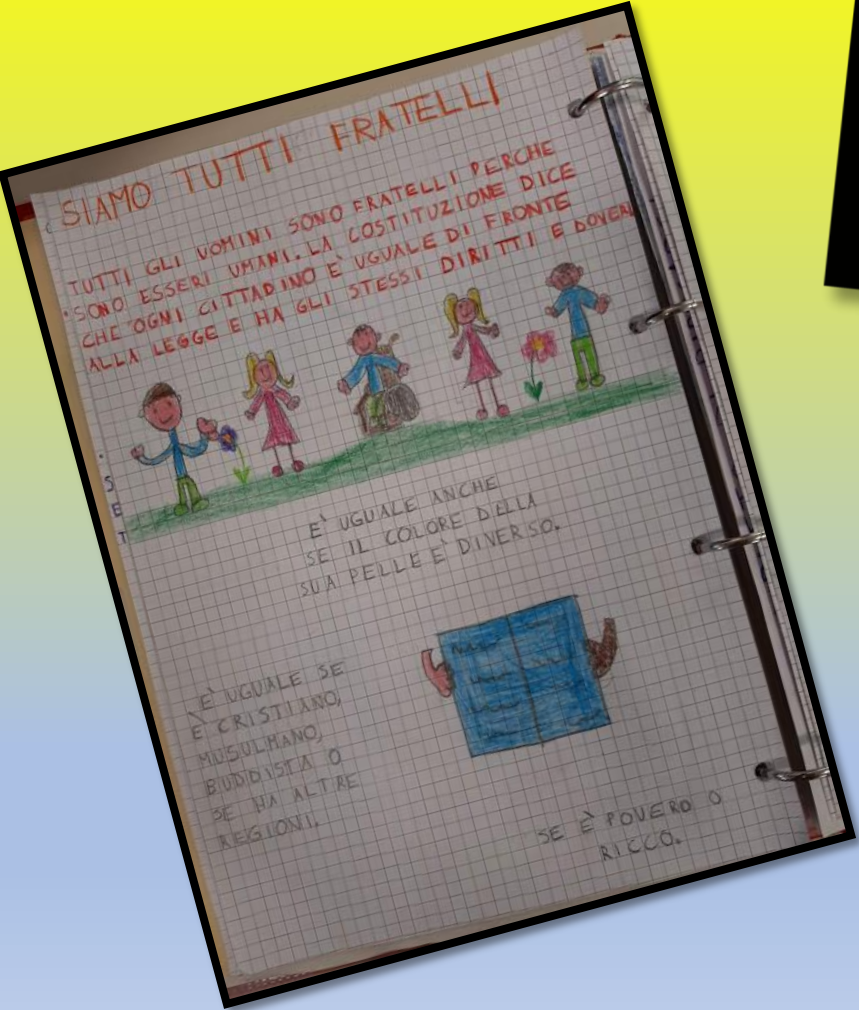 SIAMO TUTTI FRATELLI
TUTTI GLI UOMINI SONO FRATELLI PERCHE
SONO ESSERI UMANI. LA COSTITUZIONE DICE
CHE OGNI CITTADINO È UGUALE DI FRONTE
ALLA LEGGE E HA GLI STESSI DIRITTI E DOVERI
E' UGUALE ANCHE
SE IL COLORE DELLA
SUA PELLE E' DIVERSO.
E' UGUALE SE
È CRISTIANO,
MUSULMANO,
BUDDISTA O
SE HA ALTRE
REGIONI.
SE È POVERO O
RICCO.